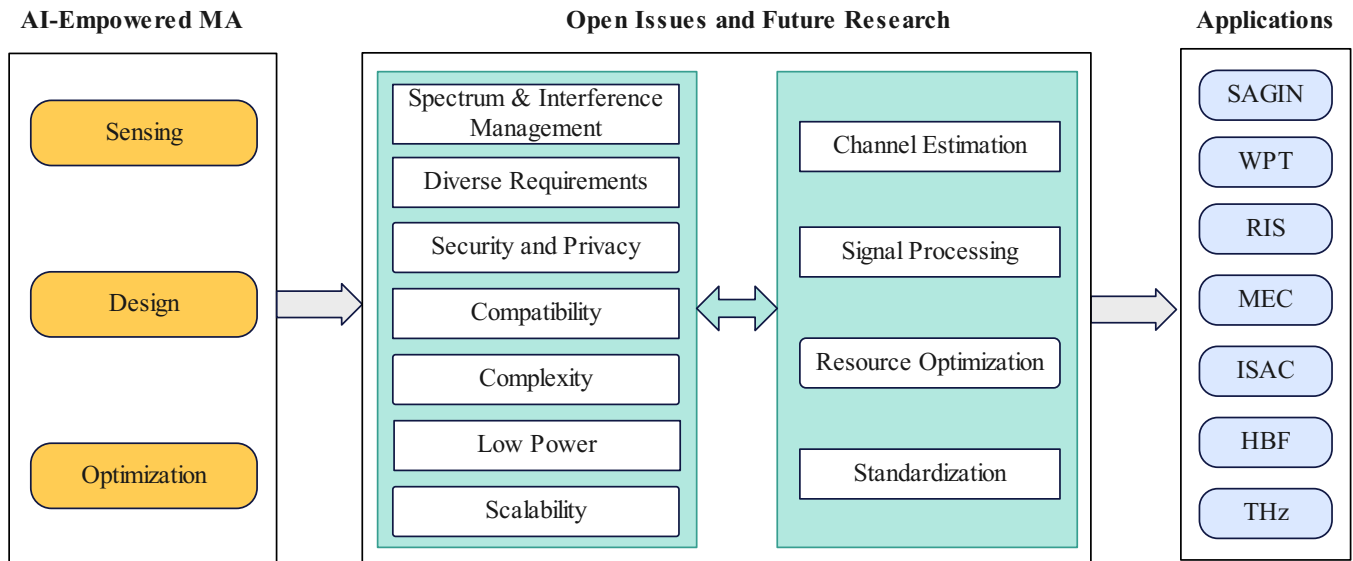 AI-Empowered MA
Sensing
Design
Optimization
Open Issues and Future Research
Spectrum & Interference
Management
Diverse Requirements
Security and Privacy
Compatibility
Complexity
Low Power
Scalability
Channel Estimation
Signal Processing
Resource Optimization
Standardization
Applications
SAGIN
WPT
RIS
MEC
ISAC
HBF
THz